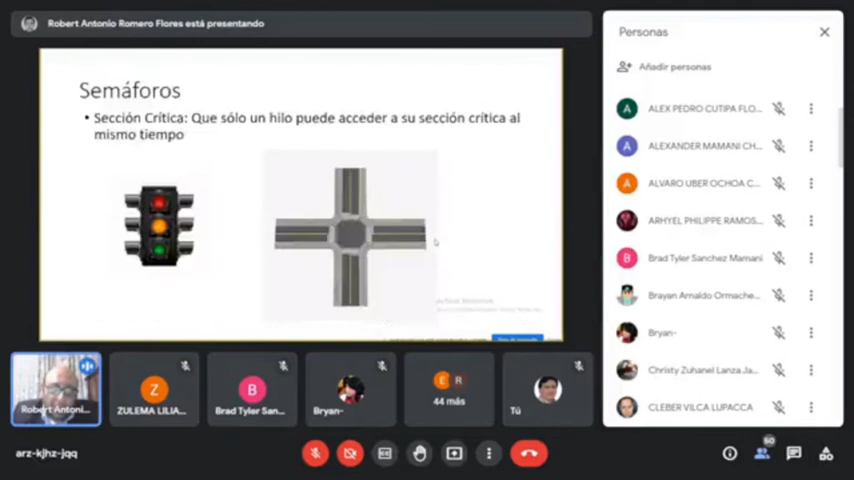 Robert Antonio Romero Flores está presentando
Semáforos
• Sección Crítica: Que sólo un hilo puede acceder a su sección crítica al
mismo tiempo
Personas
Añadir personas
A
ALEX PEDRO CUTIPA FLO...
A
ALEXANDER MAMANI CH...
A
ALVARO UBER OCHOA C...
ARHYEL PHILIPPE RAMOS...
B
Brad Tyler Sanchez Mamani
Brayan Arnaldo Ormache...
Bryan-
Christy Zuhanel Lanza Ja...
CLEBER VILCA LUPACCA
Robert Antoni...
Z
ZULEMA LILIA...
B
Brad Tyler San...
Bryan-
E R
44 más
Tú
arz-kjhz-jqq
50